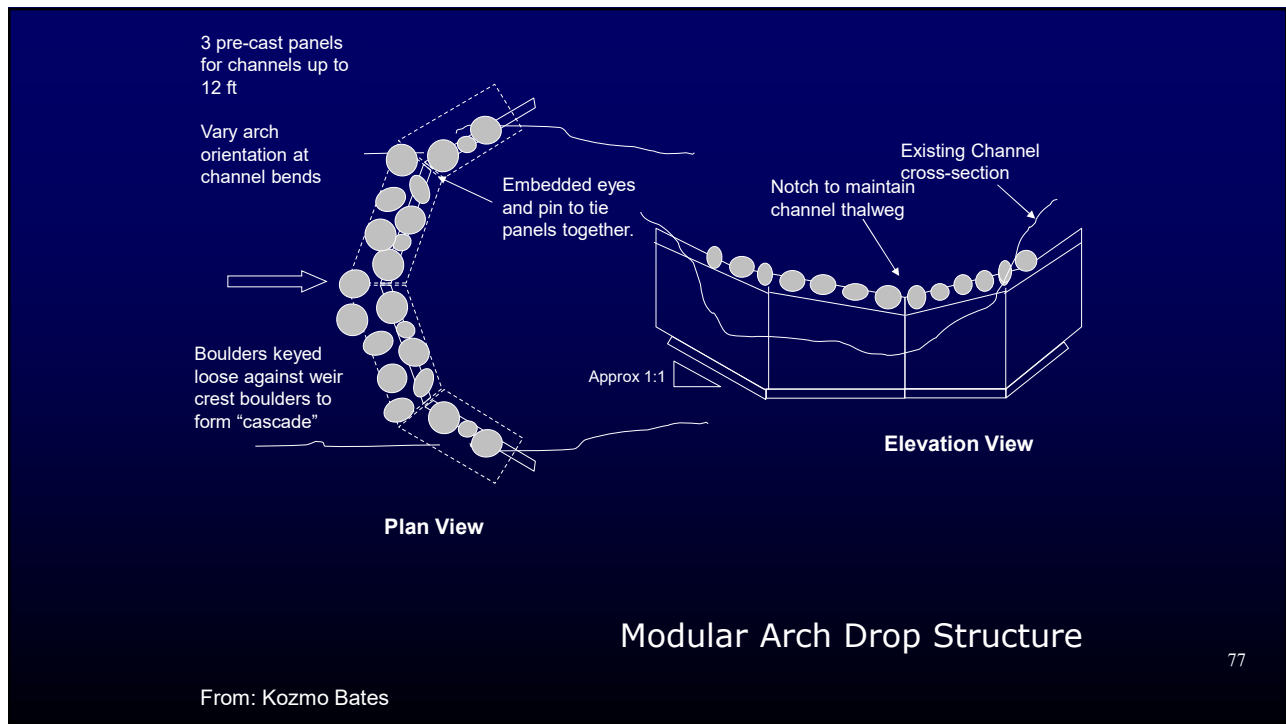 3 pre-cast panels
for channels up to
12 ft
Vary arch
orientation at
channel bends
Embedded eyes
and pin to tie
panels together.
Boulders keyed
loose against weir
crest boulders to
form “cascade”
Plan View
Existing Channel
cross-section
Notch to maintain
channel thalweg
Approx 1:1
Elevation View
Modular Arch Drop Structure
77
From: Kozmo Bates